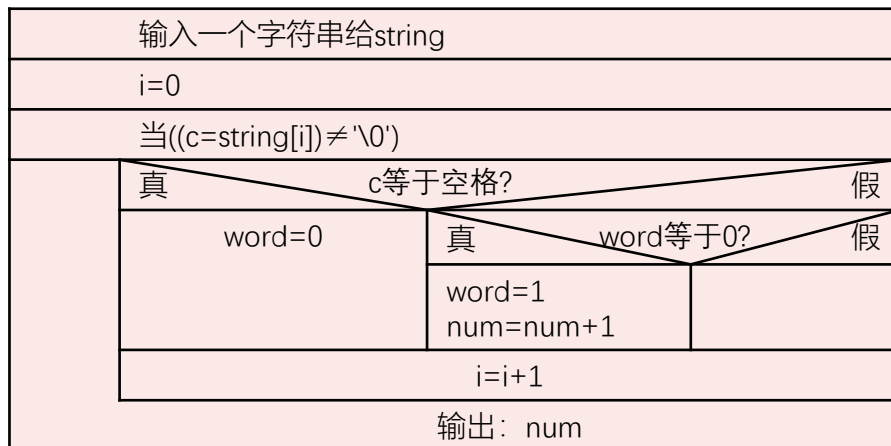 输入一个字符串给string
i=0
当((c=string[i])≠'\0')
真 c等于空格? 假
word=0 真 word等于0? 假
word=1
num=num+1
i=i+1
输出：num